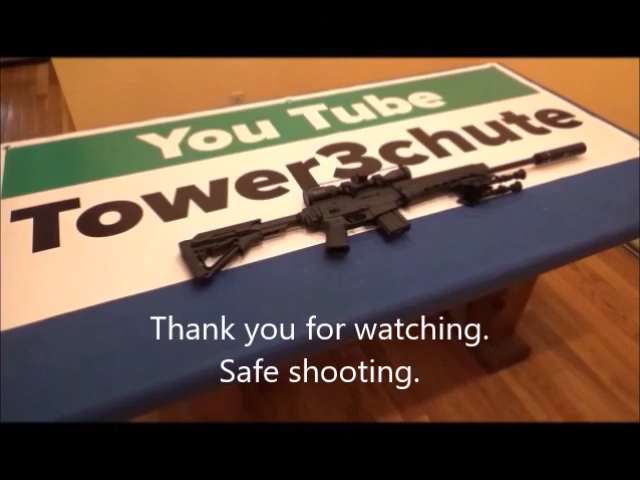 You Tube
Tower3chute
Thank you for watching.
Safe shooting.